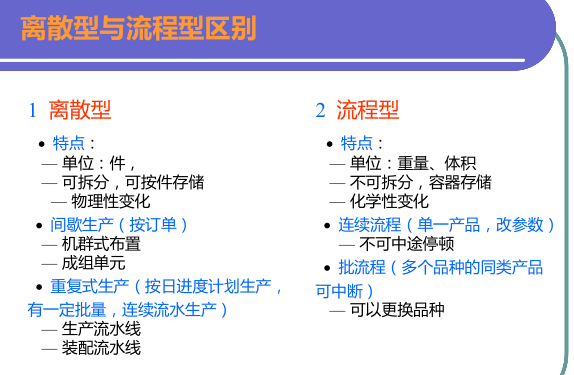 离散型与流程型区别
1 离散型
• 特点：
— 单位：件，
— 可拆分，可按件存储
— 物理性变化
• 间歇生产（按订单）
— 机群式布置
— 成组单元
• 重复式生产（按日进度计划生产，
有一定批量，连续流水生产）
— 生产流水线
— 装配流水线
2 流程型
• 特点：
— 单位：重量、体积
— 不可拆分，容器存储
— 化学性变化
• 连续流程（单一产品，改参数）
— 不可中途停顿
• 批流程（多个品种的同类产品
可中断）
— 可以更换品种